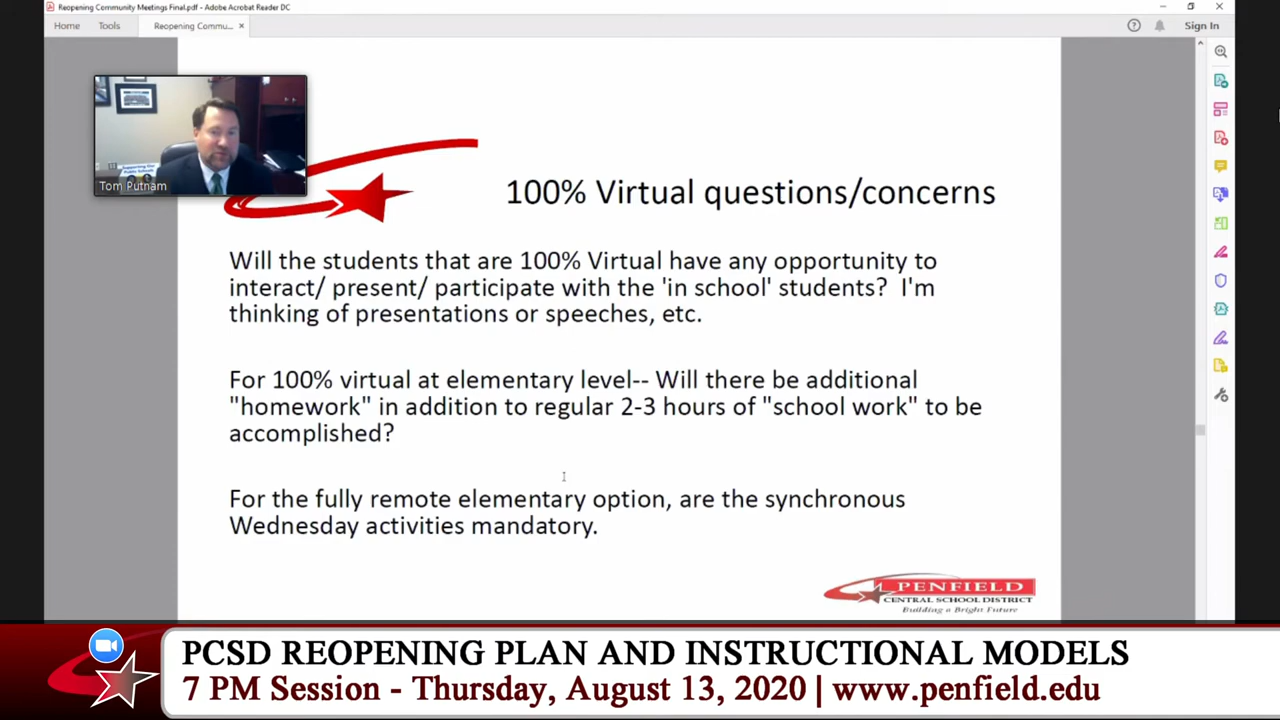 Reopening Community Meetings Final.pdf - Adobe Acrobat Reader DC
Home Tools Reopening Commu... × Sign In
Supporting Our
Public Schools
Tom Putnam
100% Virtual questions/concerns
Will the students that are 100% Virtual have any opportunity to
interact/ present/ participate with the 'in school' students? I'm
thinking of presentations or speeches, etc.
For 100% virtual at elementary level-- Will there be additional
"homework" in addition to regular 2-3 hours of "school work" to be
accomplished?
For the fully remote elementary option, are the synchronous
Wednesday activities mandatory.
PENFIELD
CENTRAL SCHOOL DISTRICT
Building a Bright Future
PCSD REOPENING PLAN AND INSTRUCTIONAL MODELS
7 PM Session - Thursday, August 13, 2020 | www.penfield.edu